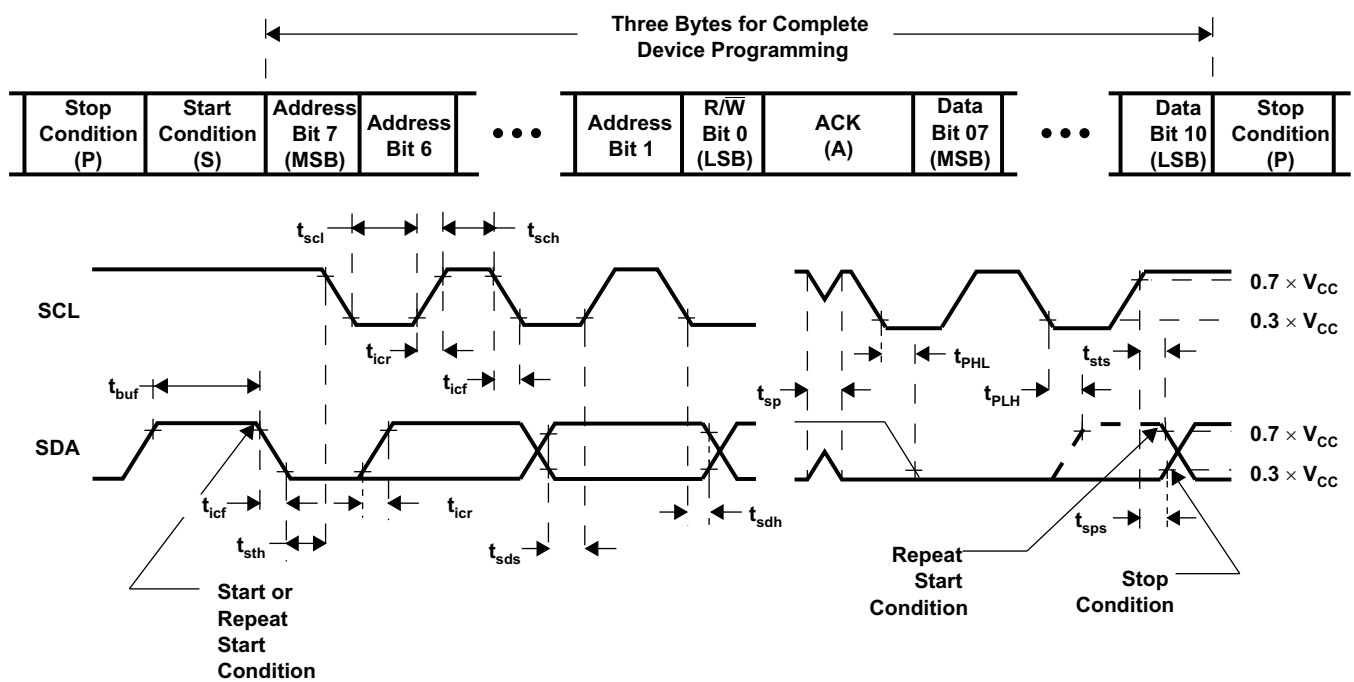 Three Bytes for Complete
Device Programming
Stop
Condition
(P)
Start
Condition
(S)
Address
Bit 7
(MSB)
Address
Bit 6
•••
Address
Bit 1
R/W̅
Bit 0
(LSB)
ACK
(A)
Data
Bit 07
(MSB)
•••
Data
Bit 10
(LSB)
Stop
Condition
(P)
tscl
tsch
SCL
0.7 × VCC
0.3 × VCC
ticr
tPHL
tsts
tbuf
ticf
tsp
tPLH
SDA
0.7 × VCC
0.3 × VCC
ticf
ticr
tsdh
tsth
tsds
tsps
Start or
Repeat
Start
Condition
Repeat
Start
Condition
Stop
Condition